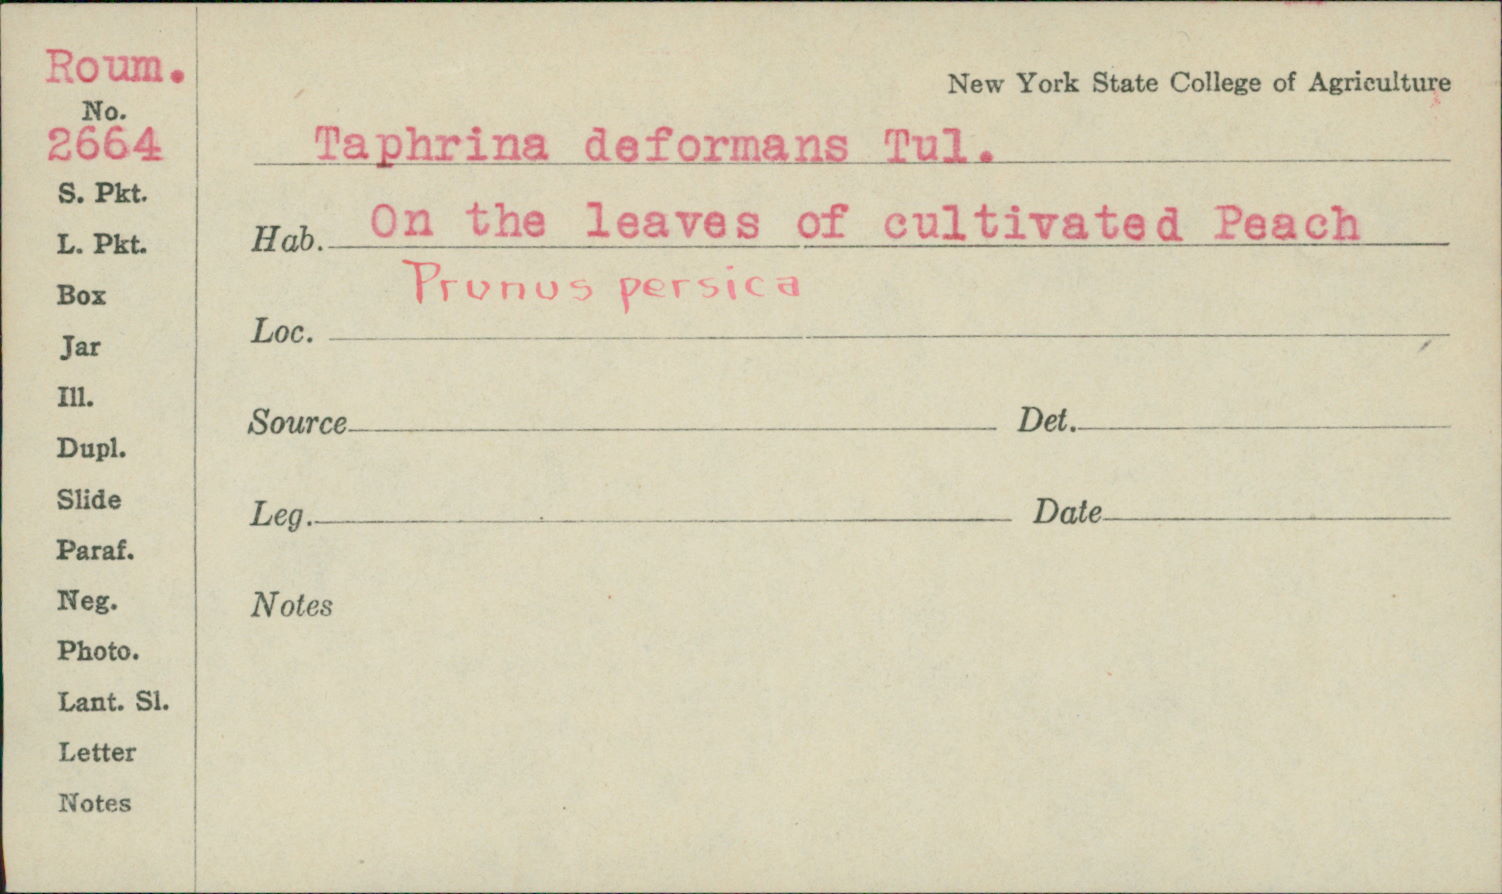 Roum.
No.
2664
S. Pkt.
L. Pkt.
Box
Jar
Ill.
Dupl.
Slide
Paraf.
Neg.
Photo.
Lant. Sl.
Letter
Notes
New York State College of Agriculture
Taphrina deformans Tul.
Hab. On the leaves of cultivated Peach
Prunus persica
Loc.
Source Det.
Leg. Date
Notes